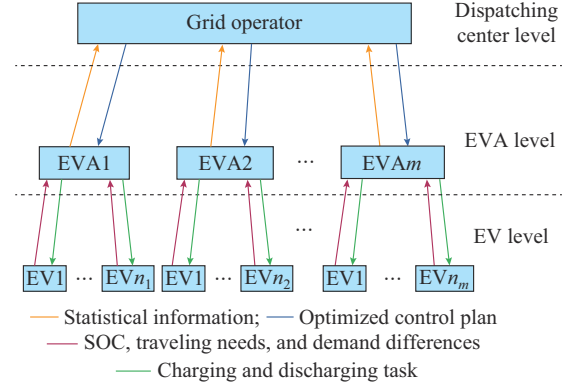 Grid operator
Dispatching
center level
EVA1
EVA2
...
EVAm
EVA level
...
EV level
EV1 ... EVn₁ EV1 ... EVn₂ EV1 ... EVnₘ
Statistical information; Optimized control plan
SOC, traveling needs, and demand differences
Charging and discharging task